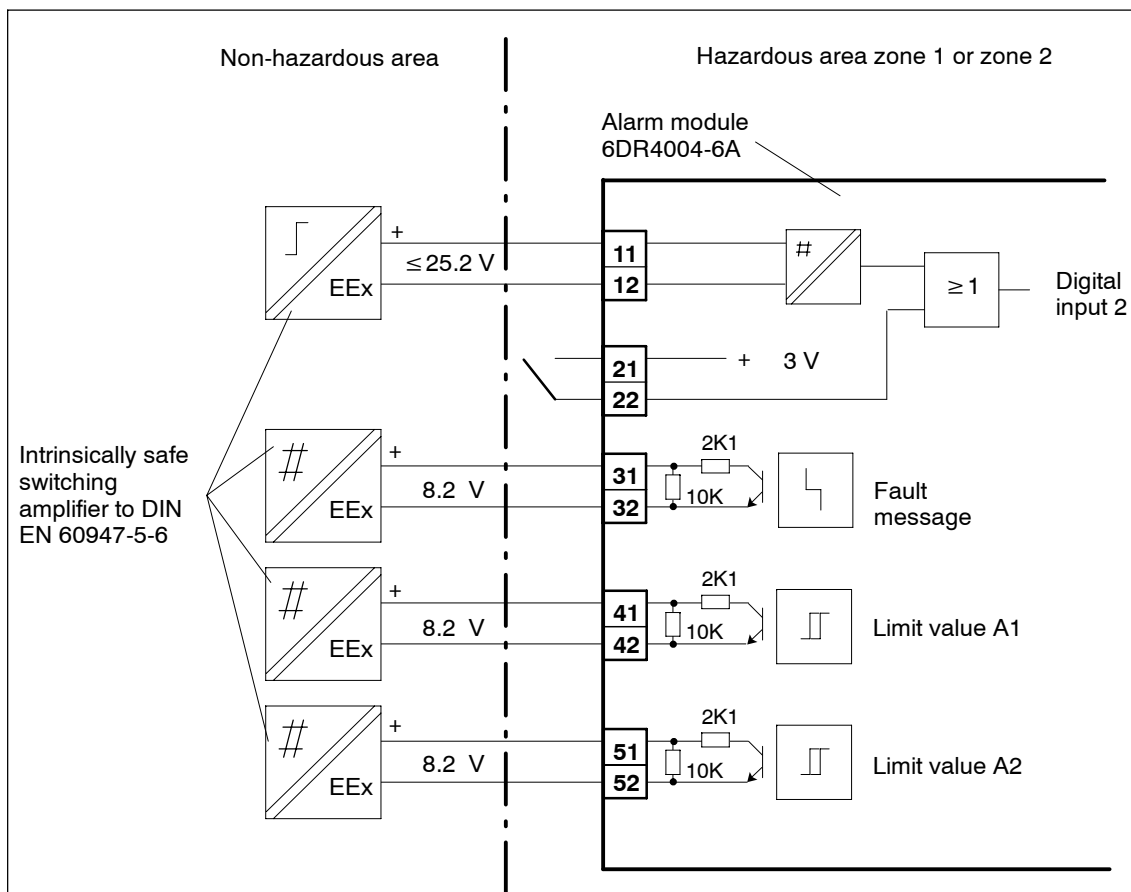 Non-hazardous area
Hazardous area zone 1 or zone 2
Alarm module
6DR4004-6A
+
≤ 25.2 V
EEx
11
12
#
≥ 1
Digital
input 2
21
22
+ 3 V
Intrinsically safe
switching
amplifier to DIN
EN 60947-5-6
#
EEx
+
8.2 V
31
32
2K1
10K
Fault
message
#
EEx
+
8.2 V
41
42
2K1
10K
Limit value A1
#
EEx
+
8.2 V
51
52
2K1
10K
Limit value A2